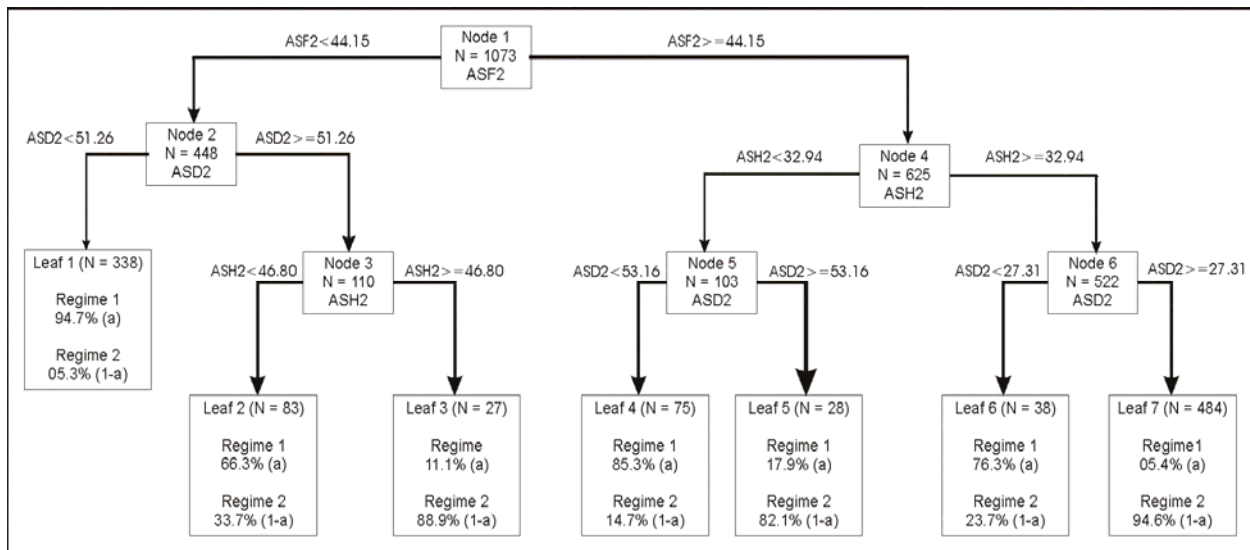 Node 1
N = 1073
ASF2
ASF2<44.15
ASF2>=44.15
Node 2
N = 448
ASD2
ASD2<51.26
ASD2>=51.26
Node 4
N = 625
ASH2
ASH2<32.94
ASH2>=32.94
Leaf 1 (N = 338)
Regime 1
94.7% (a)
Regime 2
05.3% (1-a)
Node 3
N = 110
ASH2
ASH2<46.80
ASH2>=46.80
Node 5
N = 103
ASD2
ASD2<53.16
ASD2>=53.16
Node 6
N = 522
ASD2
ASD2<27.31
ASD2>=27.31
Leaf 2 (N = 83)
Regime 1
66.3% (a)
Regime 2
33.7% (1-a)
Leaf 3 (N = 27)
Regime
11.1% (a)
Regime 2
88.9% (1-a)
Leaf 4 (N = 75)
Regime 1
85.3% (a)
Regime 2
14.7% (1-a)
Leaf 5 (N = 28)
Regime 1
17.9% (a)
Regime 2
82.1% (1-a)
Leaf 6 (N = 38)
Regime 1
76.3% (a)
Regime 2
23.7% (1-a)
Leaf 7 (N = 484)
Regime1
05.4% (a)
Regime 2
94.6% (1-a)